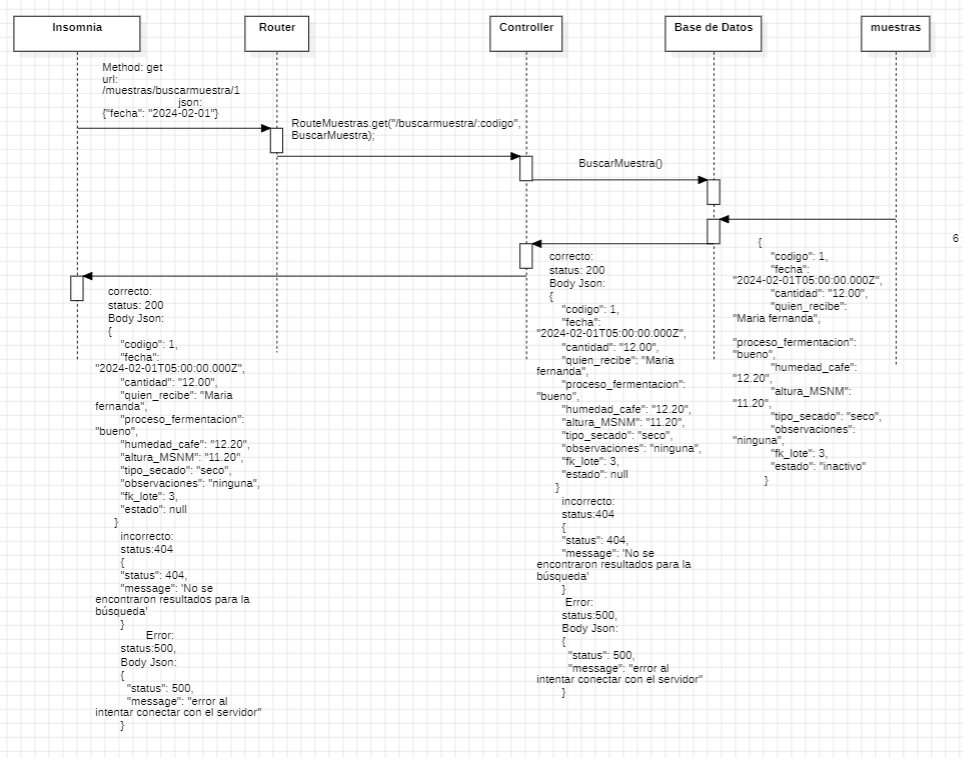 Insomnia
Router
Controller
Base de Datos
muestras
Method: get
url:
/muestras/buscarmuestra/1
json:
{"fecha": "2024-02-01"}
RouteMuestras.get("/buscarmuestra/:codigo",
BuscarMuestra);
BuscarMuestra()
6
correcto:
status: 200
Body Json:
{
"codigo": 1,
"fecha":
"2024-02-01T05:00:00.000Z",
"cantidad": "12.00",
"quien_recibe": "Maria
fernanda",
"proceso_fermentacion":
"bueno",
"humedad_cafe": "12.20",
"altura_MSNM": "11.20",
"tipo_secado": "seco",
"observaciones": "ninguna",
"fk_lote": 3,
"estado": null
}
incorrecto:
status:404
{
"status": 404,
"message": 'No se
encontraron resultados para la
búsqueda'
}
Error:
status:500,
Body Json:
{
"status": 500,
"message": "error al
intentar conectar con el servidor"
}
correcto:
status: 200
Body Json:
{
"codigo": 1,
"fecha":
"2024-02-01T05:00:00.000Z",
"cantidad": "12.00",
"quien_recibe": "Maria
fernanda",
"proceso_fermentacion":
"bueno",
"humedad_cafe": "12.20",
"altura_MSNM": "11.20",
"tipo_secado": "seco",
"observaciones": "ninguna",
"fk_lote": 3,
"estado": null
}
incorrecto:
status:404
{
"status": 404,
"message": 'No se
encontraron resultados para la
búsqueda'
}
Error:
status:500,
Body Json:
{
"status": 500,
"message": "error al
intentar conectar con el servidor"
}
{
"codigo": 1,
"fecha":
"2024-02-01T05:00:00.000Z",
"cantidad": "12.00",
"quien_recibe":
"Maria fernanda",
"proceso_fermentacion":
"bueno",
"humedad_cafe":
"12.20",
"altura_MSNM":
"11.20",
"tipo_secado": "seco",
"observaciones":
"ninguna",
"fk_lote": 3,
"estado": "inactivo"
}